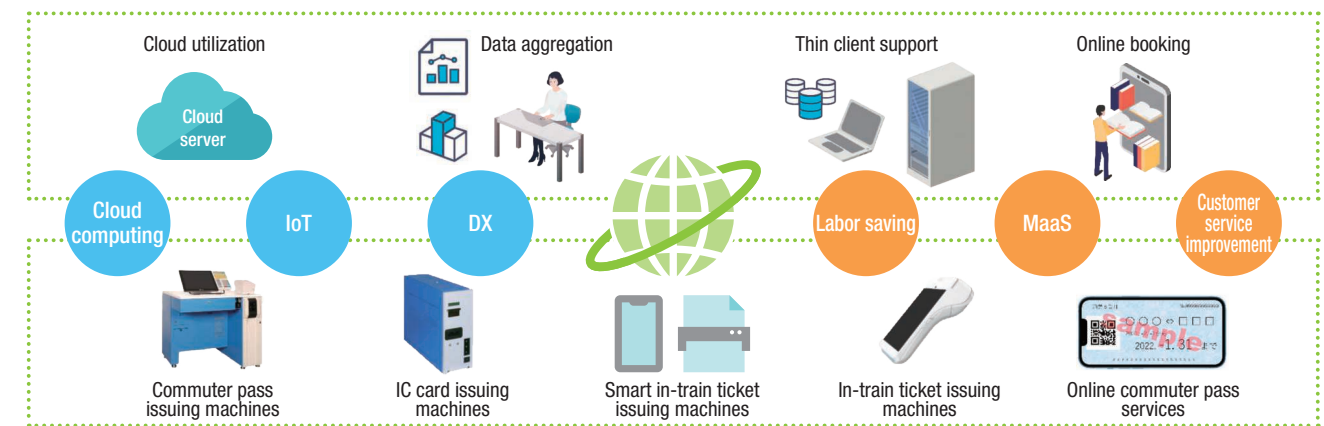 Cloud utilization
Data aggregation
Thin client support
Online booking
Cloud
server
Cloud
computing
IoT
DX
Labor saving
MaaS
Customer
service
improvement
sample
2022. -1. 31 まで
Commuter pass
issuing machines
IC card issuing
machines
Smart in-train ticket
issuing machines
In-train ticket issuing
machines
Online commuter pass
services